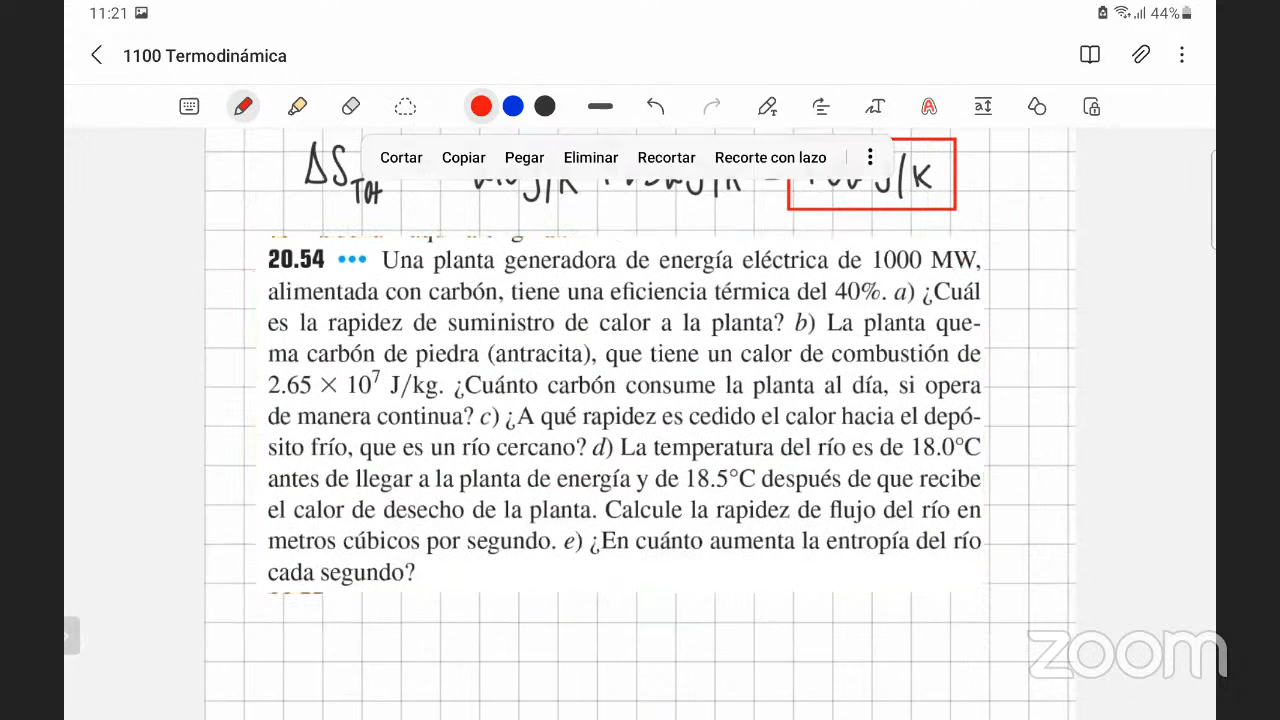 11:21
44%
1100 Termodinámica
Cortar Copiar Pegar Eliminar Recortar Recorte con lazo
ΔS_Tot
20.54 ••• Una planta generadora de energía eléctrica de 1000 MW,
alimentada con carbón, tiene una eficiencia térmica del 40%. a) ¿Cuál
es la rapidez de suministro de calor a la planta? b) La planta que-
ma carbón de piedra (antracita), que tiene un calor de combustión de
2.65 × 10⁷ J/kg. ¿Cuánto carbón consume la planta al día, si opera
de manera continua? c) ¿A qué rapidez es cedido el calor hacia el depó-
sito frío, que es un río cercano? d) La temperatura del río es de 18.0°C
antes de llegar a la planta de energía y de 18.5°C después de que recibe
el calor de desecho de la planta. Calcule la rapidez de flujo del río en
metros cúbicos por segundo. e) ¿En cuánto aumenta la entropía del río
cada segundo?
zoom